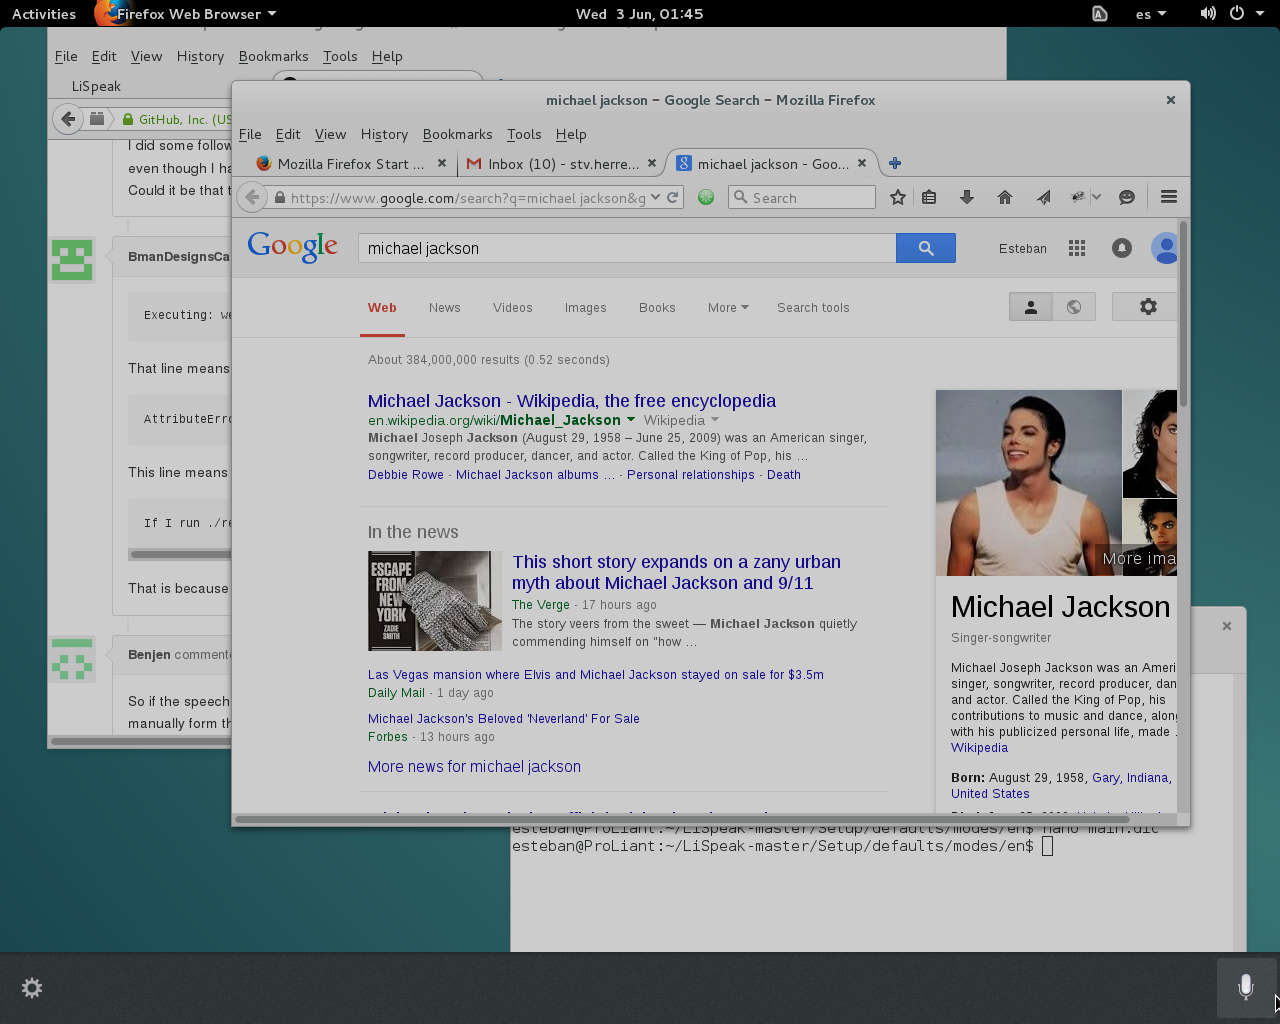 Activities Firefox Web Browser Wed 3 Jun, 01:45 es
File Edit View History Bookmarks Tools Help
LiSpeak
GitHub, Inc. (US
I did some follow
even though I ha
Could it be that t
BmanDesignsCa
Executing: we
That line means
AttributeErro
This line means
If I run ./re
That is because
Benjen commente
So if the speech
manually form th
michael jackson - Google Search - Mozilla Firefox
File Edit View History Bookmarks Tools Help
Mozilla Firefox Start ... Inbox (10) - stv.herre... michael jackson - Goo...
https://www.google.com/search?q=michael jackson&g Search
Google michael jackson Esteban
Web News Videos Images Books More Search tools
About 384,000,000 results (0.52 seconds)
Michael Jackson - Wikipedia, the free encyclopedia
en.wikipedia.org/wiki/Michael_Jackson Wikipedia
Michael Joseph Jackson (August 29, 1958 – June 25, 2009) was an American singer,
songwriter, record producer, dancer, and actor. Called the King of Pop, his ...
Debbie Rowe · Michael Jackson albums ... · Personal relationships · Death
In the news
ESCAPE
FROM
NEW
YORK
ZADIE
SMITH
This short story expands on a zany urban
myth about Michael Jackson and 9/11
The Verge · 17 hours ago
The story veers from the sweet — Michael Jackson quietly
commending himself on "how ...
Las Vegas mansion where Elvis and Michael Jackson stayed on sale for $3.5m
Daily Mail · 1 day ago
Michael Jackson's Beloved 'Neverland' For Sale
Forbes · 13 hours ago
More news for michael jackson
More ima
Michael Jackson
Singer-songwriter
Michael Joseph Jackson was an Ameri
singer, songwriter, record producer, dan
and actor. Called the King of Pop, his
contributions to music and dance, along
with his publicized personal life, made .
Wikipedia
Born: August 29, 1958, Gary, Indiana,
United States
esteban@ProLiant:~/LiSpeak-master/Setup/defaults/modes/en$ nano main.dic
esteban@ProLiant:~/LiSpeak-master/Setup/defaults/modes/en$